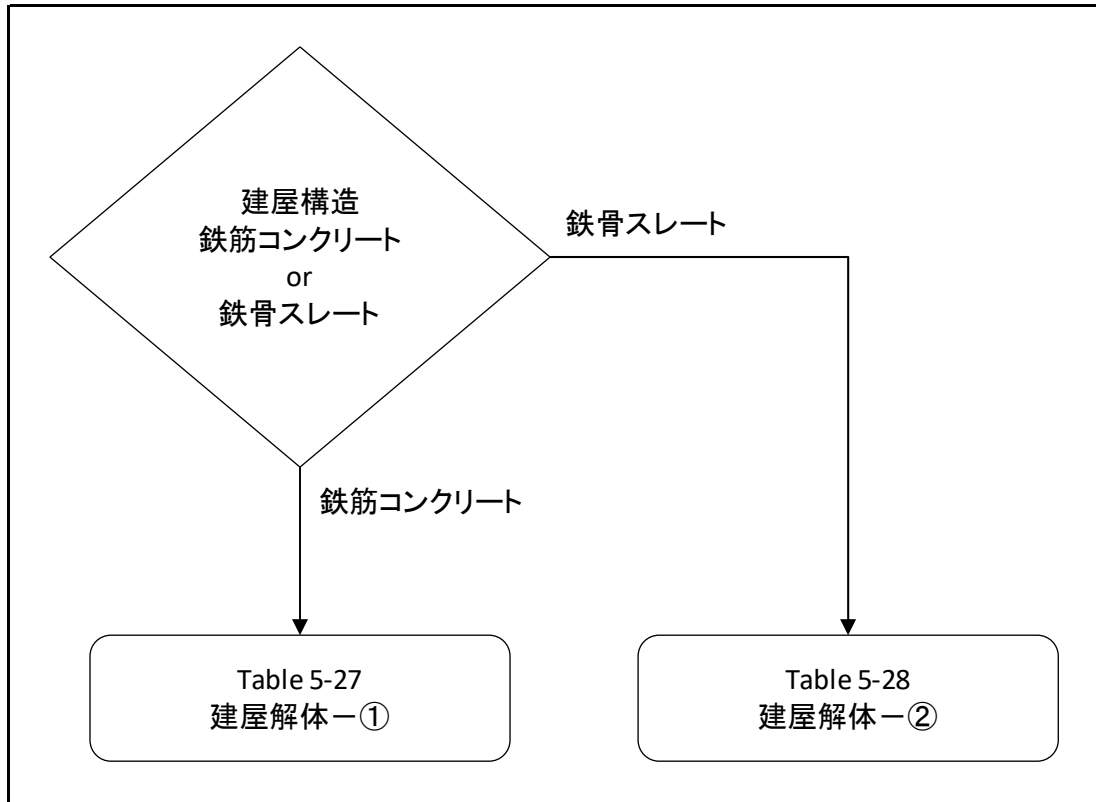 建屋構造
鉄筋コンクリート
or
鉄骨スレート
鉄骨スレート
鉄筋コンクリート
Table 5-27
建屋解体－①
Table 5-28
建屋解体－②